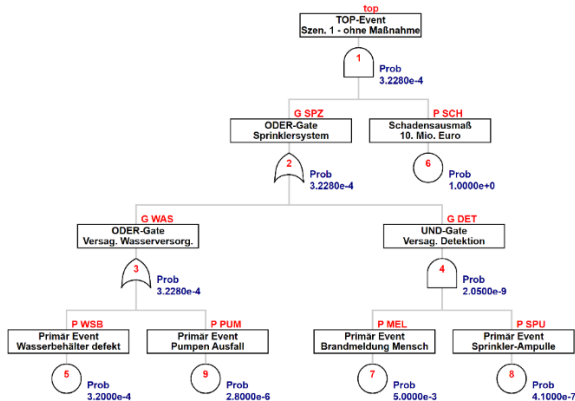 top
TOP-Event
Szen. 1 - ohne Maßnahme
1
Prob
3.2280e-4
G SPZ
P SCH
ODER-Gate
Sprinklersystem
Schadensausmaß
10. Mio. Euro
2
Prob
3.2280e-4
6
Prob
1.0000e+0
G WAS
G DET
ODER-Gate
Versag. Wasserversorg.
UND-Gate
Versag. Detektion
3
Prob
3.2280e-4
4
Prob
2.0500e-9
P WSB
P PUM
P MEL
P SPU
Primär Event
Wasserbehälter defekt
Primär Event
Pumpen Ausfall
Primär Event
Brandmeldung Mensch
Primär Event
Sprinkler-Ampulle
5
Prob
3.2000e-4
9
Prob
2.8000e-6
7
Prob
5.0000e-3
8
Prob
4.1000e-7